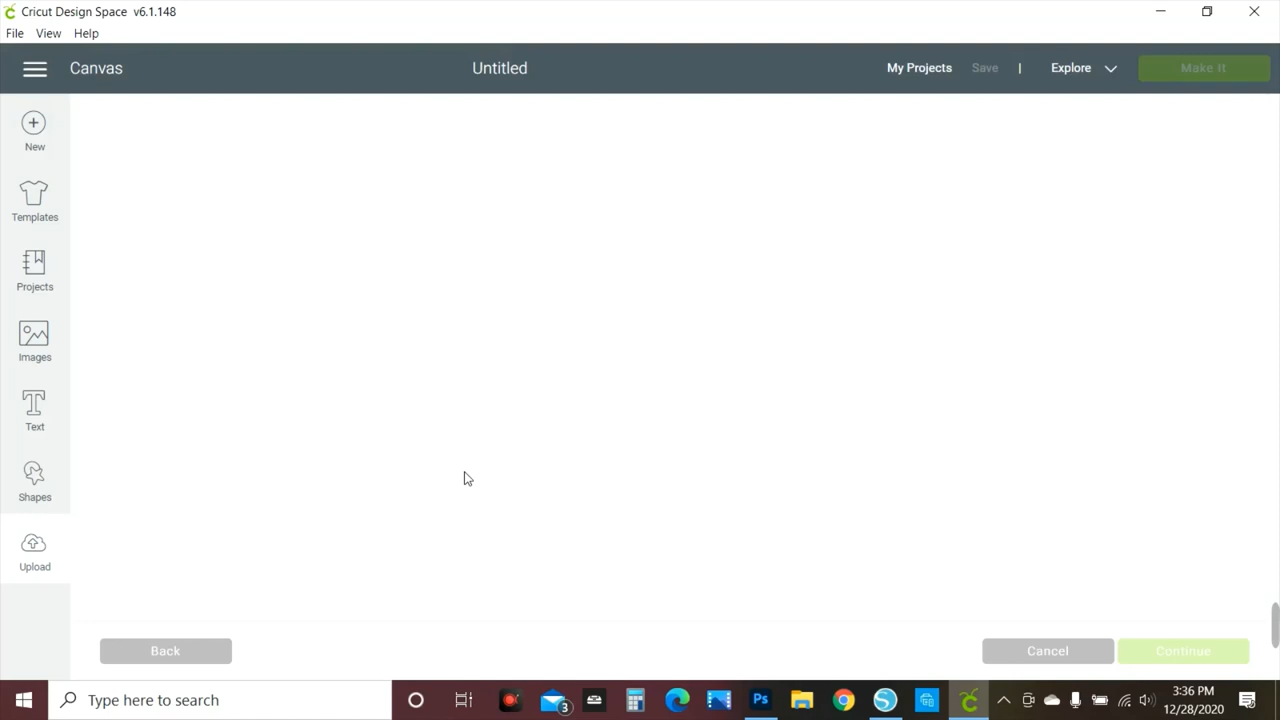 Cricut Design Space v6.1.148
File View Help
Canvas Untitled My Projects Save | Explore Make It
New
Templates
Projects
Images
Text
Shapes
Upload
Back Cancel Continue
Type here to search
3
Ps
3:36 PM
12/28/2020